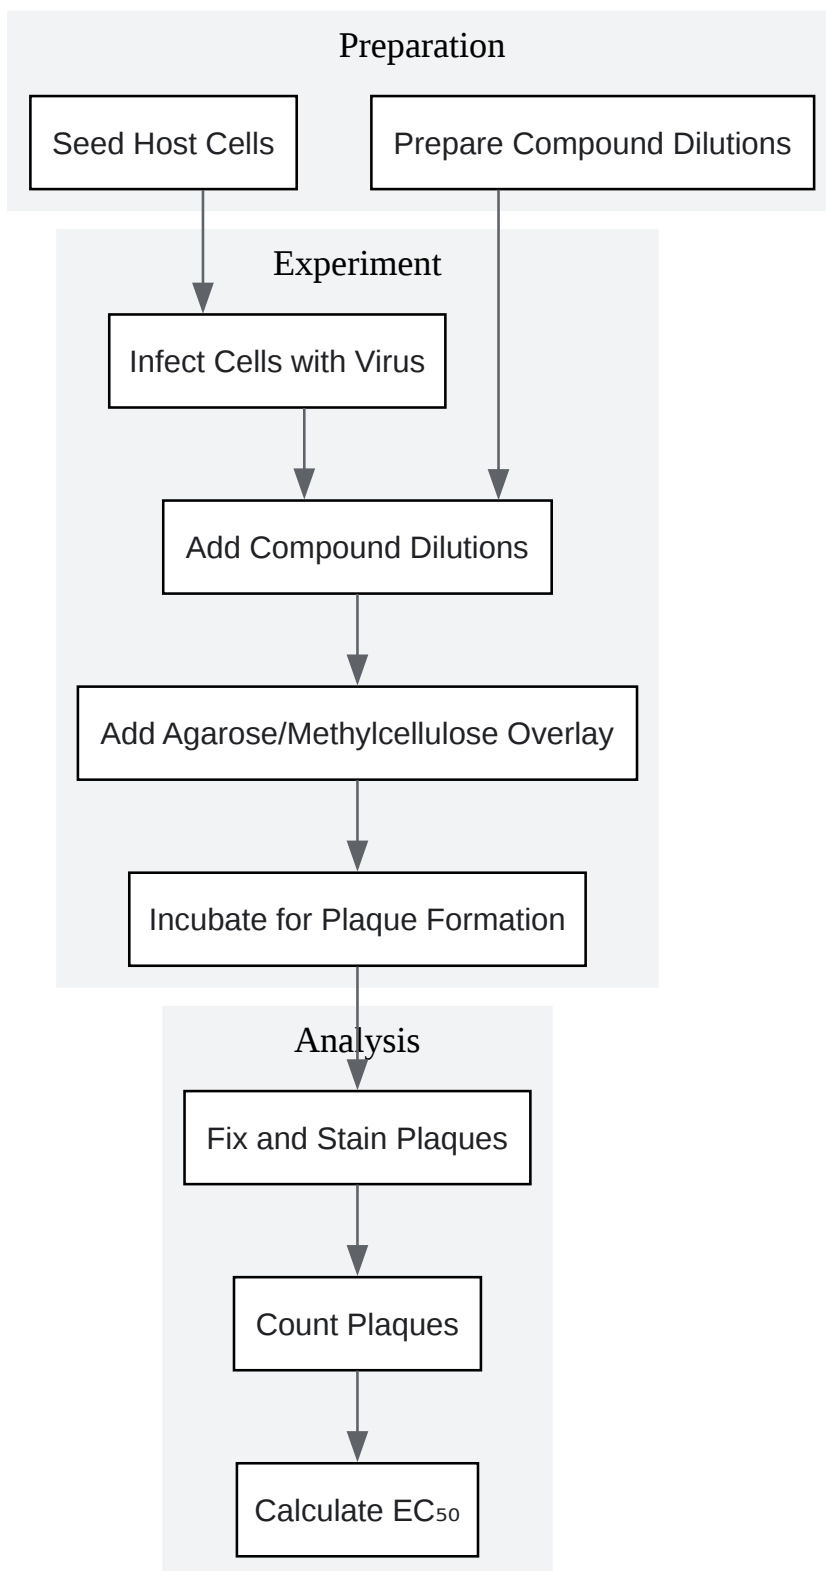 Preparation
Seed Host Cells
Prepare Compound Dilutions
Experiment
Infect Cells with Virus
Add Compound Dilutions
Add Agarose/Methylcellulose Overlay
Incubate for Plaque Formation
Analysis
Fix and Stain Plaques
Count Plaques
Calculate EC₅₀